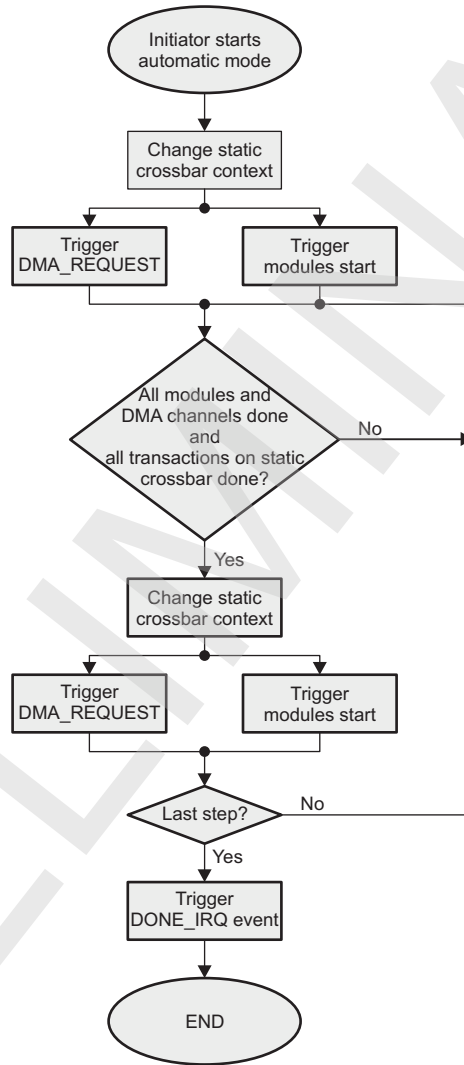 Initiator starts
automatic mode
Change static
crossbar context
Trigger
DMA_REQUEST
Trigger
modules start
All modules and
DMA channels done
and
all transactions on static
crossbar done?
No
Yes
Change static
crossbar context
Trigger
DMA_REQUEST
Trigger
modules start
Last step?
No
Yes
Trigger
DONE_IRQ event
END